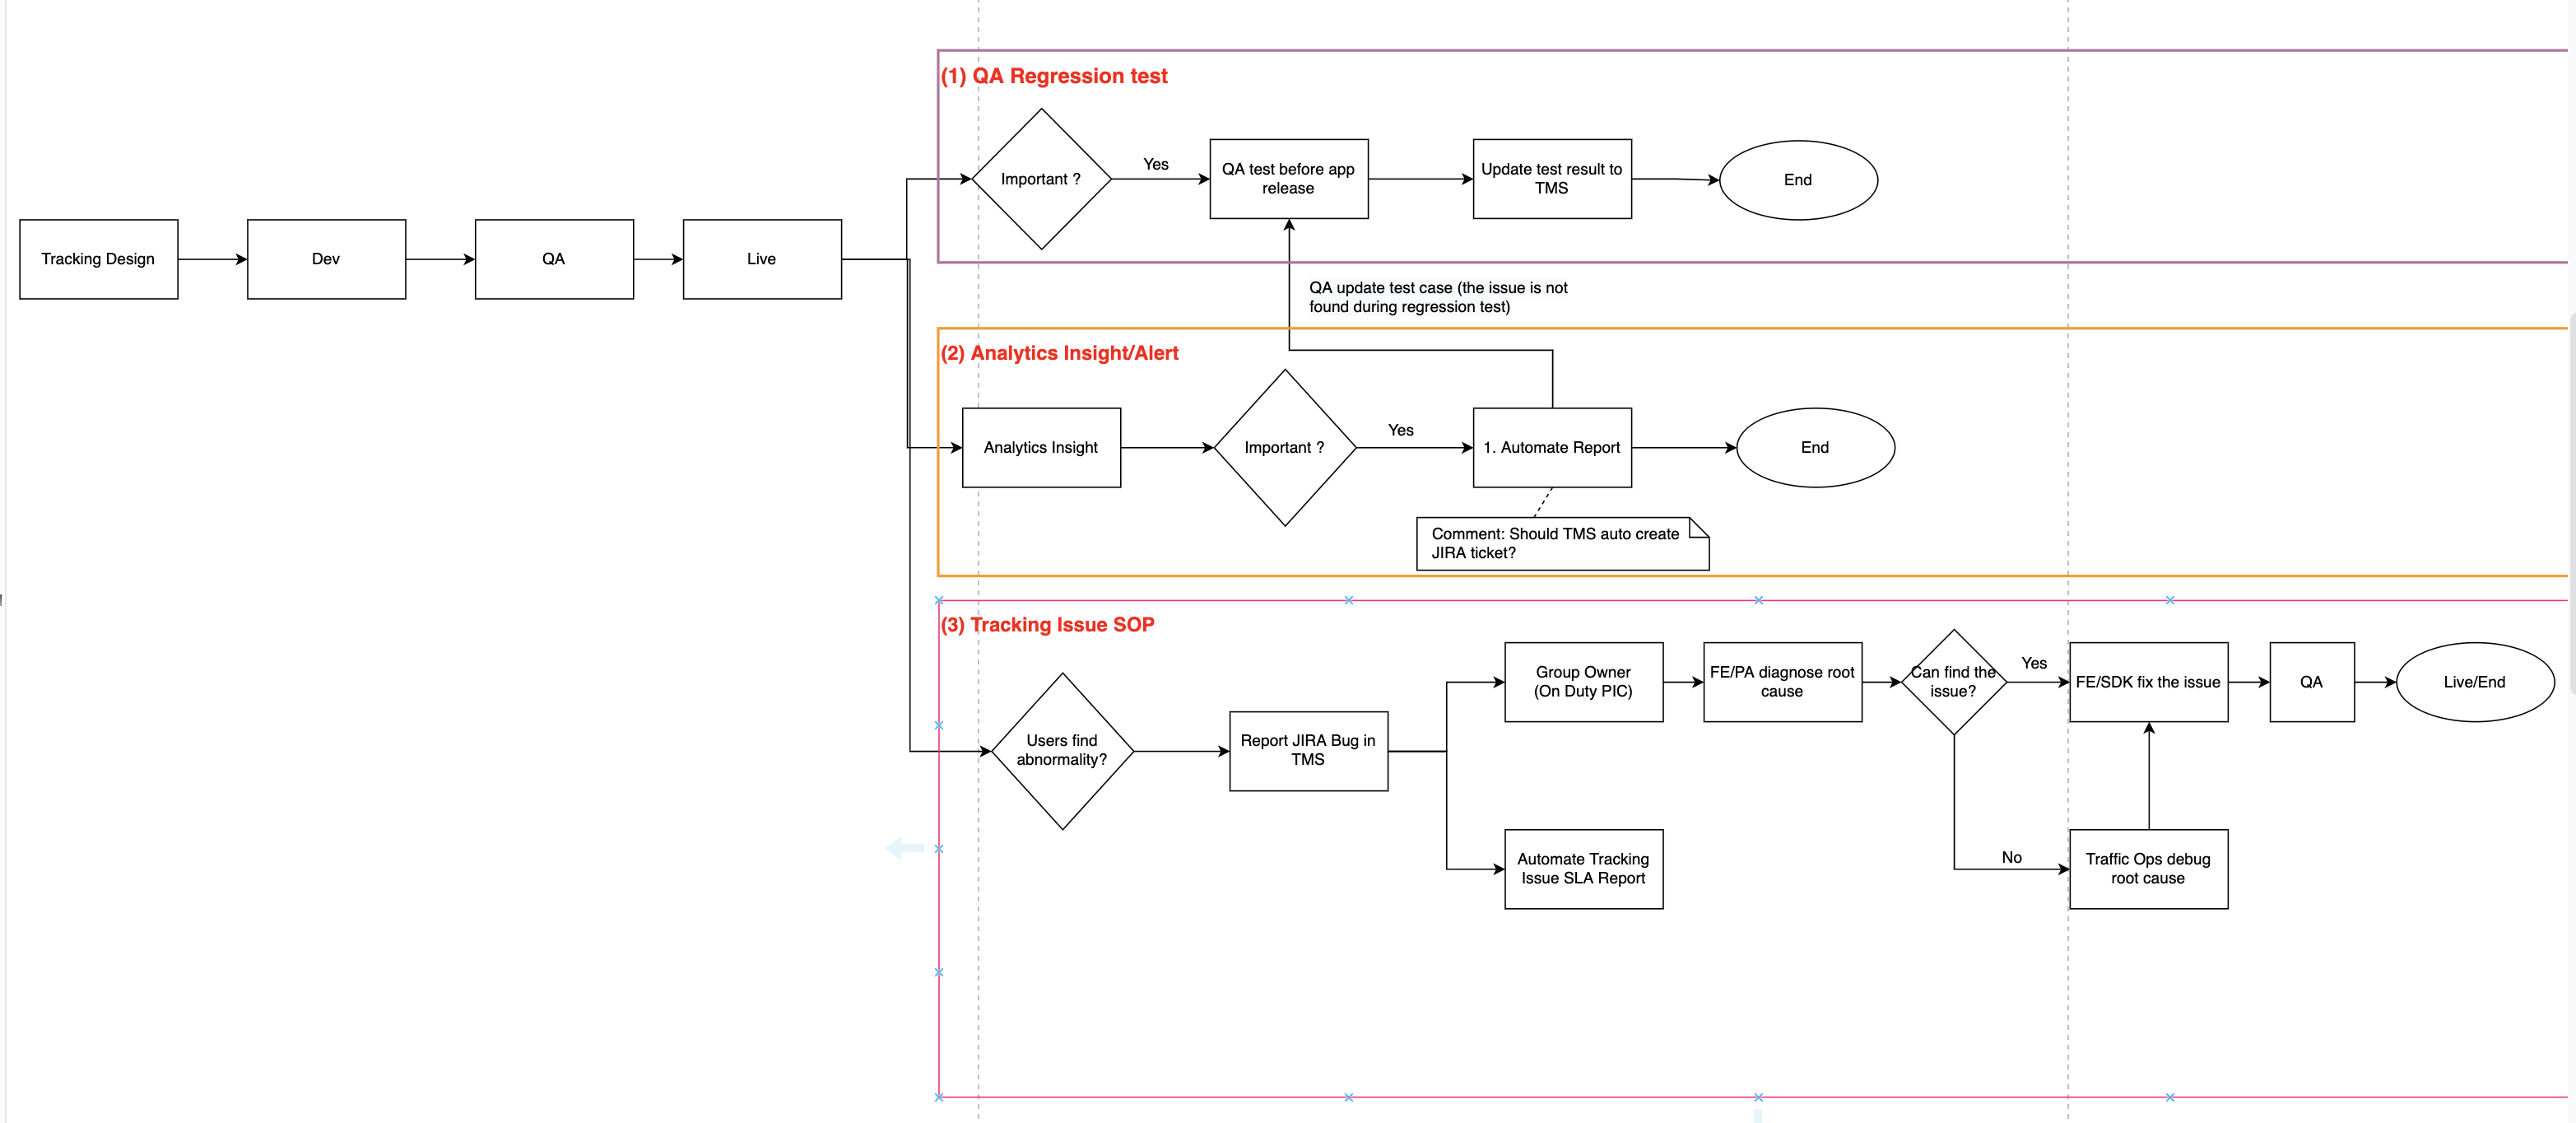 (1) QA Regression test
Important ?
Yes
QA test before app
release
Update test result to
TMS
End
Tracking Design
Dev
QA
Live
QA update test case (the issue is not
found during regression test)
(2) Analytics Insight/Alert
Analytics Insight
Important ?
Yes
1. Automate Report
End
Comment: Should TMS auto create
JIRA ticket?
(3) Tracking Issue SOP
Users find
abnormality?
Report JIRA Bug in
TMS
Group Owner
(On Duty PIC)
FE/PA diagnose root
cause
Can find the
issue?
Yes
FE/SDK fix the issue
QA
Live/End
Automate Tracking
Issue SLA Report
No
Traffic Ops debug
root cause